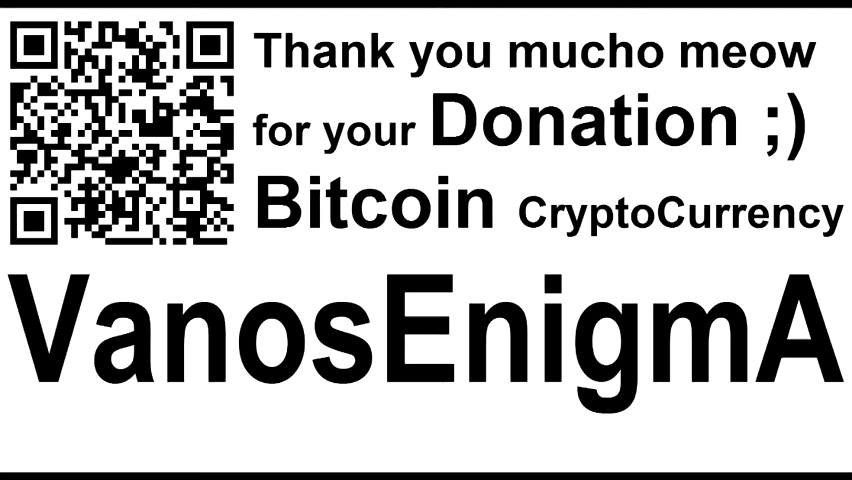 Thank you mucho meow
for your Donation ;)
Bitcoin CryptoCurrency
VanosEnigmA